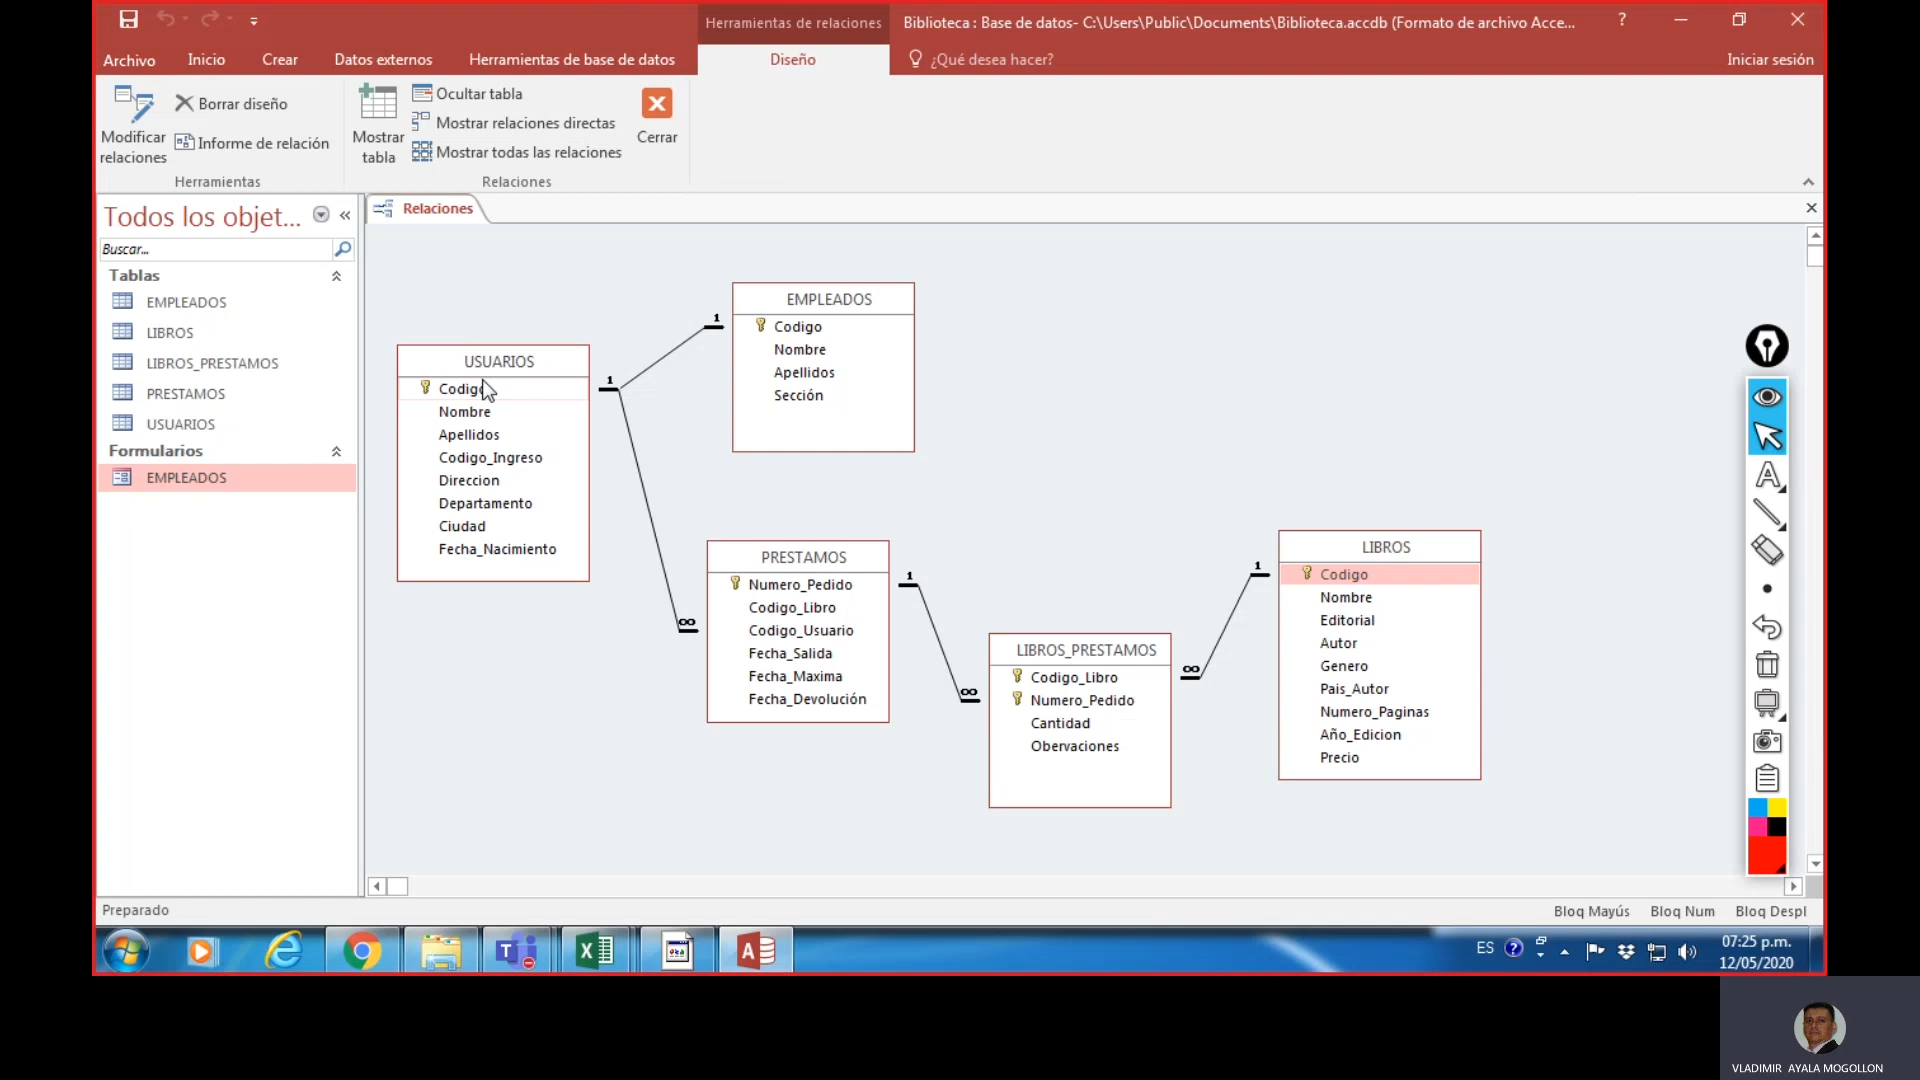 Herramientas de relaciones
Biblioteca : Base de datos- C:\Users\Public\Documents\Biblioteca.accdb (Formato de archivo Acce...
?
Archivo
Inicio
Crear
Datos externos
Herramientas de base de datos
Diseño
¿Qué desea hacer?
Iniciar sesión
Modificar
relaciones
Borrar diseño
Informe de relación
Herramientas
Mostrar
tabla
Ocultar tabla
Mostrar relaciones directas
Mostrar todas las relaciones
Relaciones
Cerrar
Todos los objet...
Buscar...
Tablas
EMPLEADOS
LIBROS
LIBROS_PRESTAMOS
PRESTAMOS
USUARIOS
Formularios
EMPLEADOS
Relaciones
USUARIOS
Codigo
Nombre
Apellidos
Codigo_Ingreso
Direccion
Departamento
Ciudad
Fecha_Nacimiento
1
1
∞
EMPLEADOS
Codigo
Nombre
Apellidos
Sección
PRESTAMOS
Numero_Pedido
Codigo_Libro
Codigo_Usuario
Fecha_Salida
Fecha_Maxima
Fecha_Devolución
1
∞
LIBROS_PRESTAMOS
Codigo_Libro
Numero_Pedido
Cantidad
Obervaciones
∞
1
LIBROS
Codigo
Nombre
Editorial
Autor
Genero
Pais_Autor
Numero_Paginas
Año_Edicion
Precio
Preparado
Bloq Mayús
Bloq Num
Bloq Despl
ES
07:25 p.m.
12/05/2020
VLADIMIR AYALA MOGOLLON